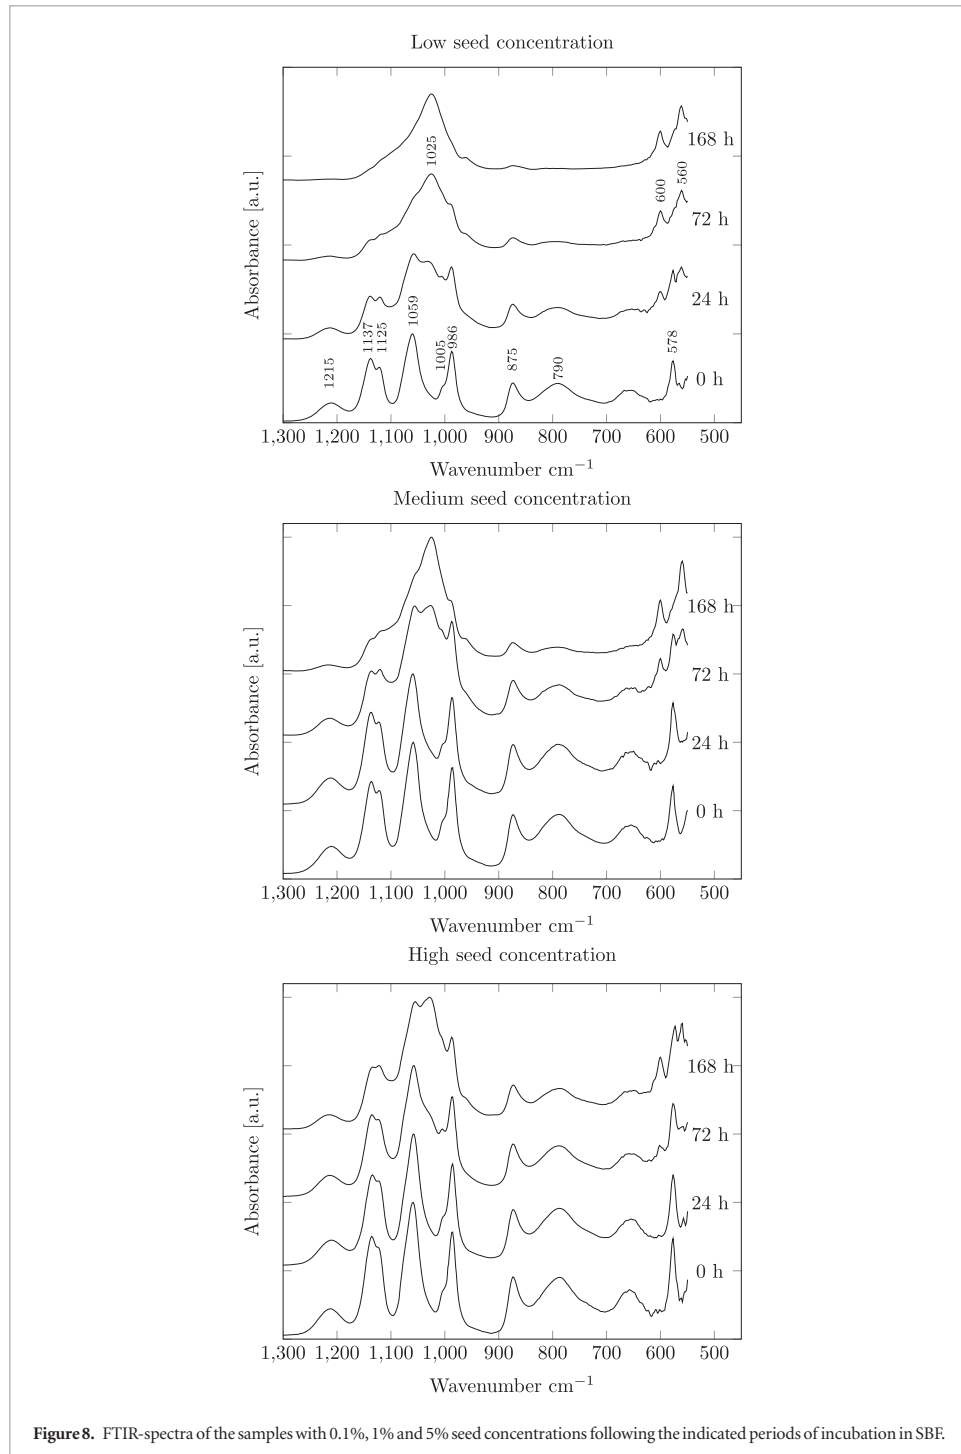 Low seed concentration
168 h
1025
72 h
600
560
24 h
1059
1137
1125
1005
986
1215
875
790
578
0 h
Absorbance [a.u.]
1,300 1,200 1,100 1,000 900 800 700 600 500
Wavenumber cm−1
Medium seed concentration
168 h
72 h
24 h
0 h
Absorbance [a.u.]
1,300 1,200 1,100 1,000 900 800 700 600 500
Wavenumber cm−1
High seed concentration
168 h
72 h
24 h
0 h
Absorbance [a.u.]
1,300 1,200 1,100 1,000 900 800 700 600 500
Wavenumber cm−1
Figure 8. FTIR-spectra of the samples with 0.1%, 1% and 5% seed concentrations following the indicated periods of incubation in SBF.